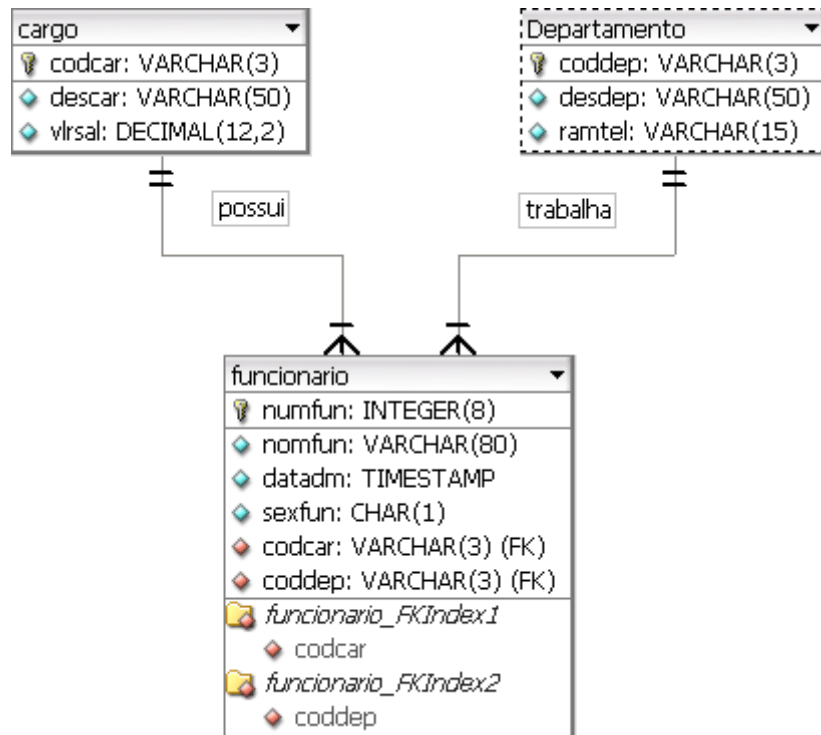 cargo
codcar: VARCHAR(3)
descar: VARCHAR(50)
vlrsal: DECIMAL(12,2)
Departamento
coddep: VARCHAR(3)
desdep: VARCHAR(50)
ramtel: VARCHAR(15)
possui
trabalha
funcionario
numfun: INTEGER(8)
nomfun: VARCHAR(80)
datadm: TIMESTAMP
sexfun: CHAR(1)
codcar: VARCHAR(3) (FK)
coddep: VARCHAR(3) (FK)
funcionario_FKIndex1
codcar
funcionario_FKIndex2
coddep